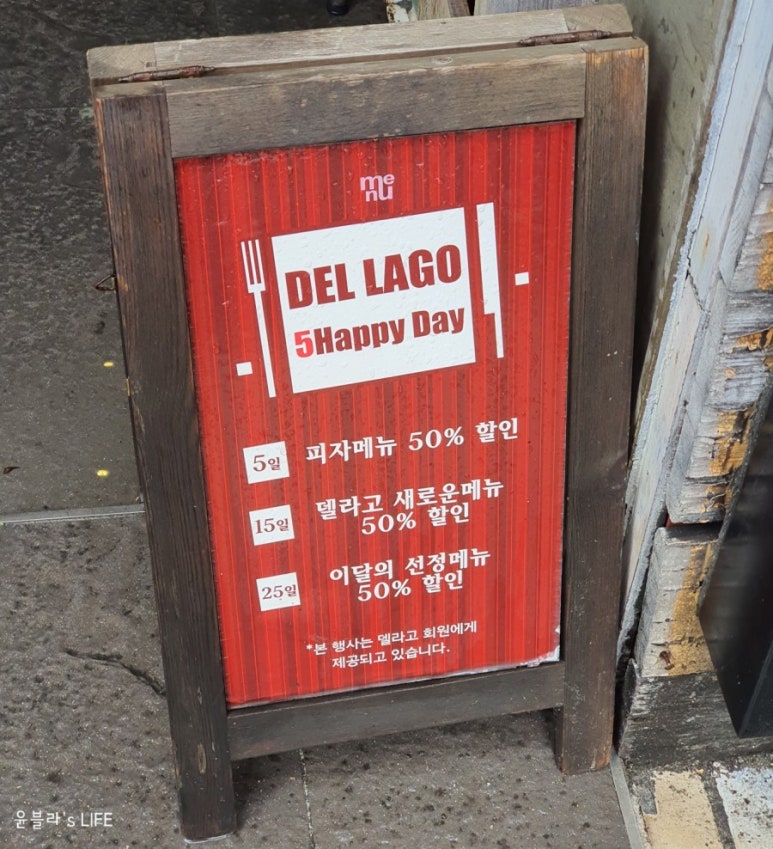 menu
DEL LAGO
5Happy Day
5일 피자메뉴 50% 할인
15일 델라고 새로운메뉴
50% 할인
25일 이달의 선정메뉴
50% 할인
*본 행사는 델라고 회원에게
제공되고 있습니다.
윤블라's LIFE